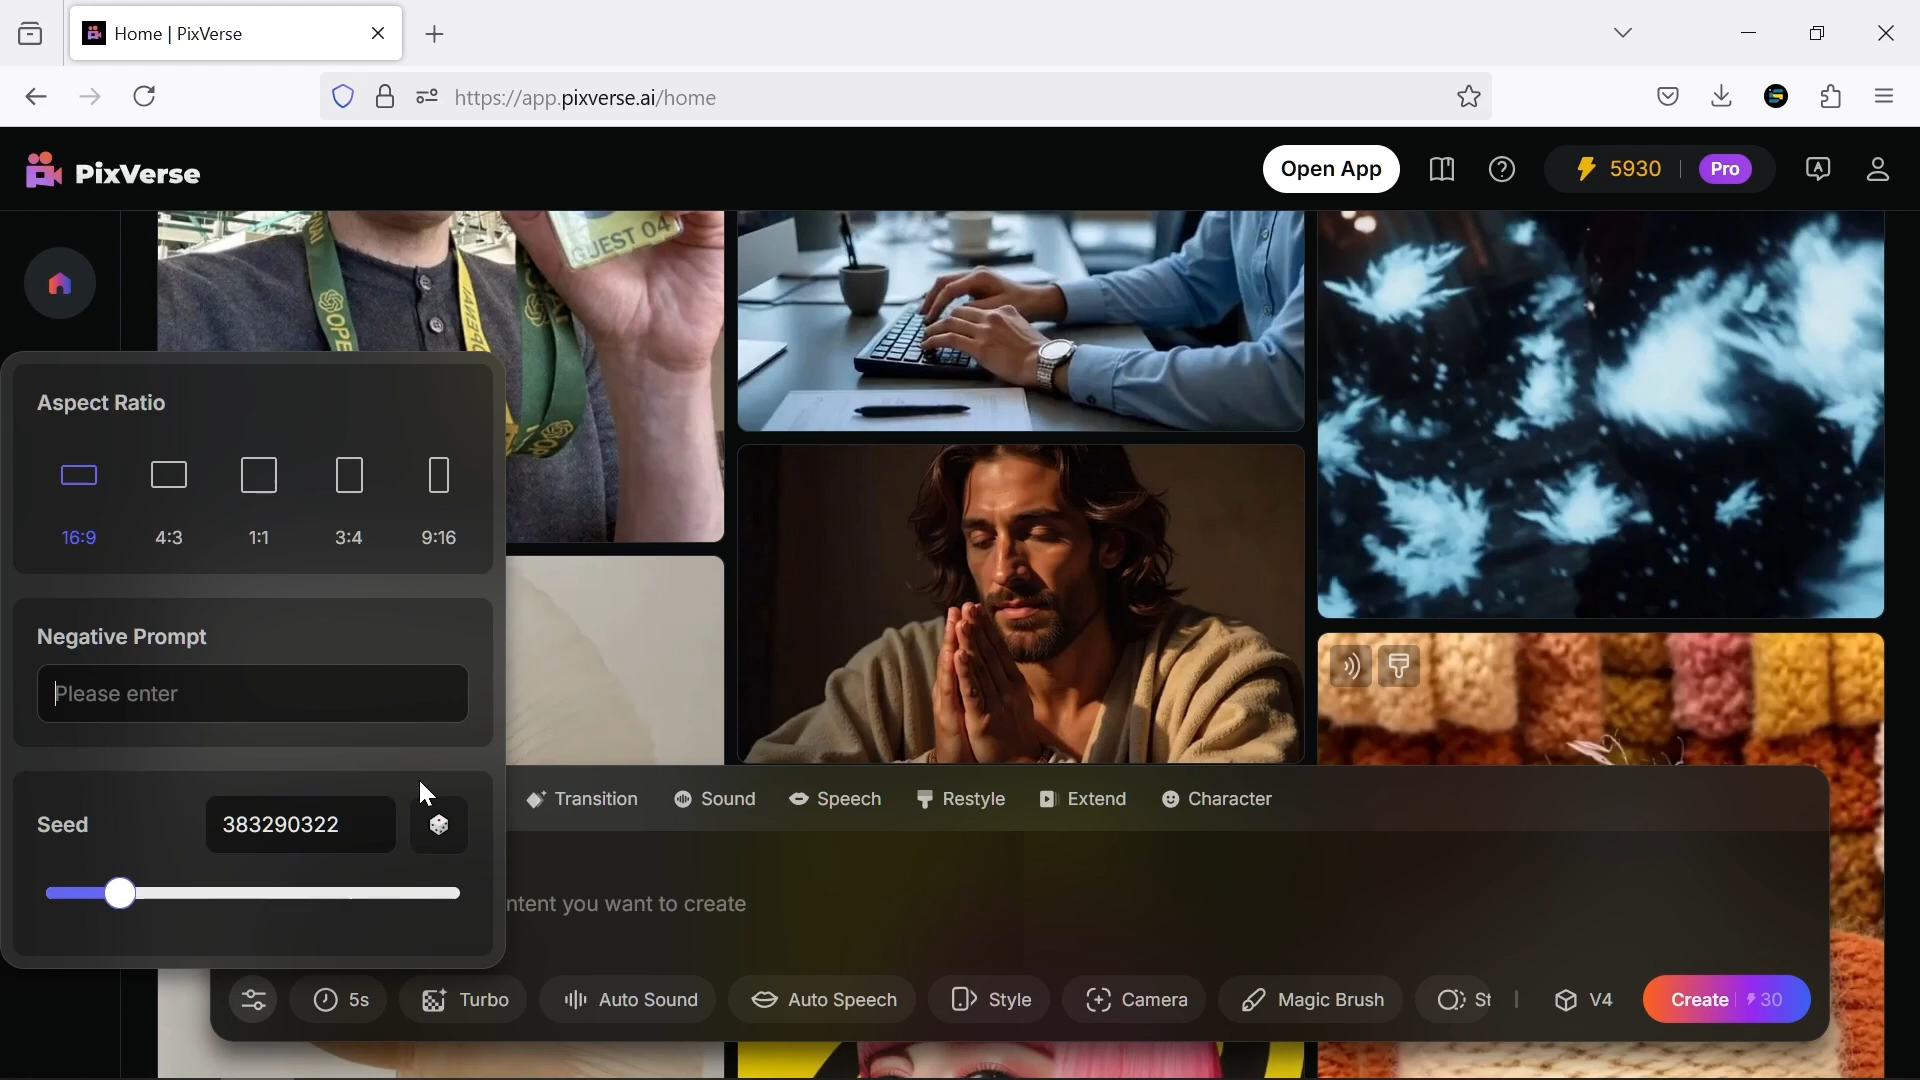 Home | PixVerse
https://app.pixverse.ai/home
PixVerse
Open App
5930
Pro
GUEST 04
Aspect Ratio
16:9
4:3
1:1
3:4
9:16
Negative Prompt
Please enter
Seed
383290322
Transition
Sound
Speech
Restyle
Extend
Character
ntent you want to create
5s
Turbo
Auto Sound
Auto Speech
Style
Camera
Magic Brush
St
V4
Create
30